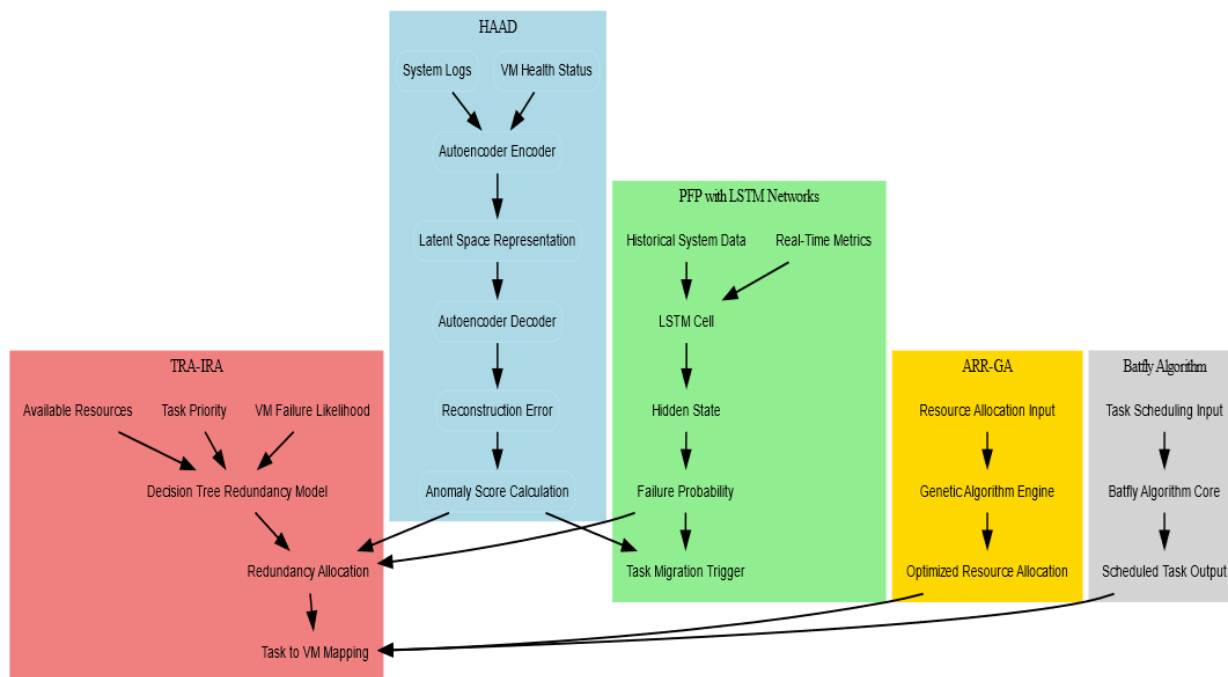 HAAD
System Logs
VM Health Status
Autoencoder Encoder
Latent Space Representation
Autoencoder Decoder
Reconstruction Error
Anomaly Score Calculation
PFP with LSTM Networks
Historical System Data
Real-Time Metrics
LSTM Cell
Hidden State
Failure Probability
Task Migration Trigger
TRA-IRA
Available Resources
Task Priority
VM Failure Likelihood
Decision Tree Redundancy Model
Redundancy Allocation
Task to VM Mapping
ARR-GA
Resource Allocation Input
Genetic Algorithm Engine
Optimized Resource Allocation
Batfly Algorithm
Task Scheduling Input
Batfly Algorithm Core
Scheduled Task Output